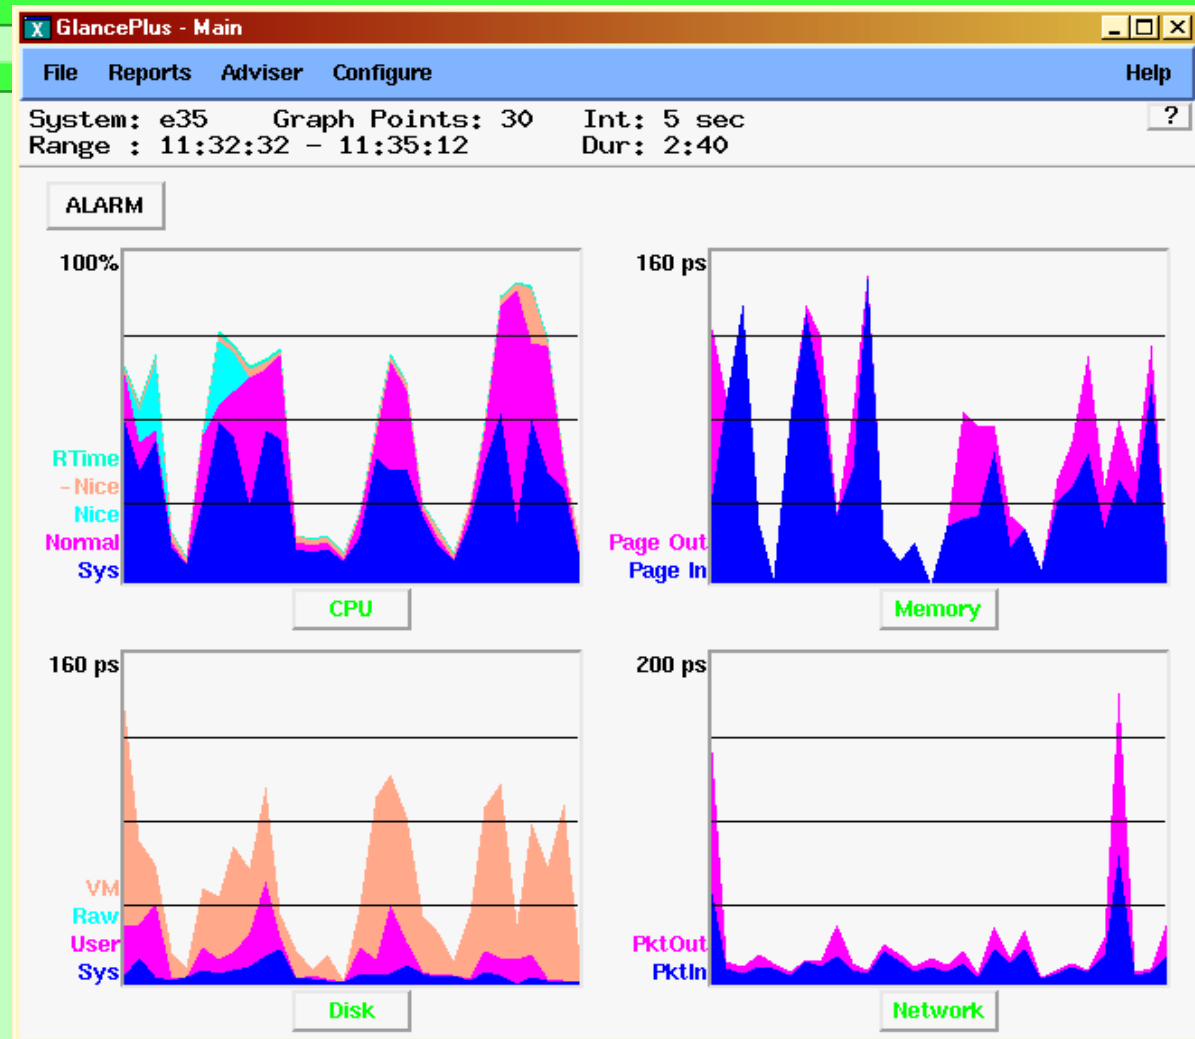 GlancePlus - Main
File Reports Adviser Configure Help
System: e35 Graph Points: 30 Int: 5 sec ?
Range : 11:32:32 - 11:35:12 Dur: 2:40
ALARM
100%
RTime
-Nice
Nice
Normal
Sys
CPU
160 ps
Page Out
Page In
Memory
160 ps
VM
Raw
User
Sys
Disk
200 ps
PktOut
PktIn
Network